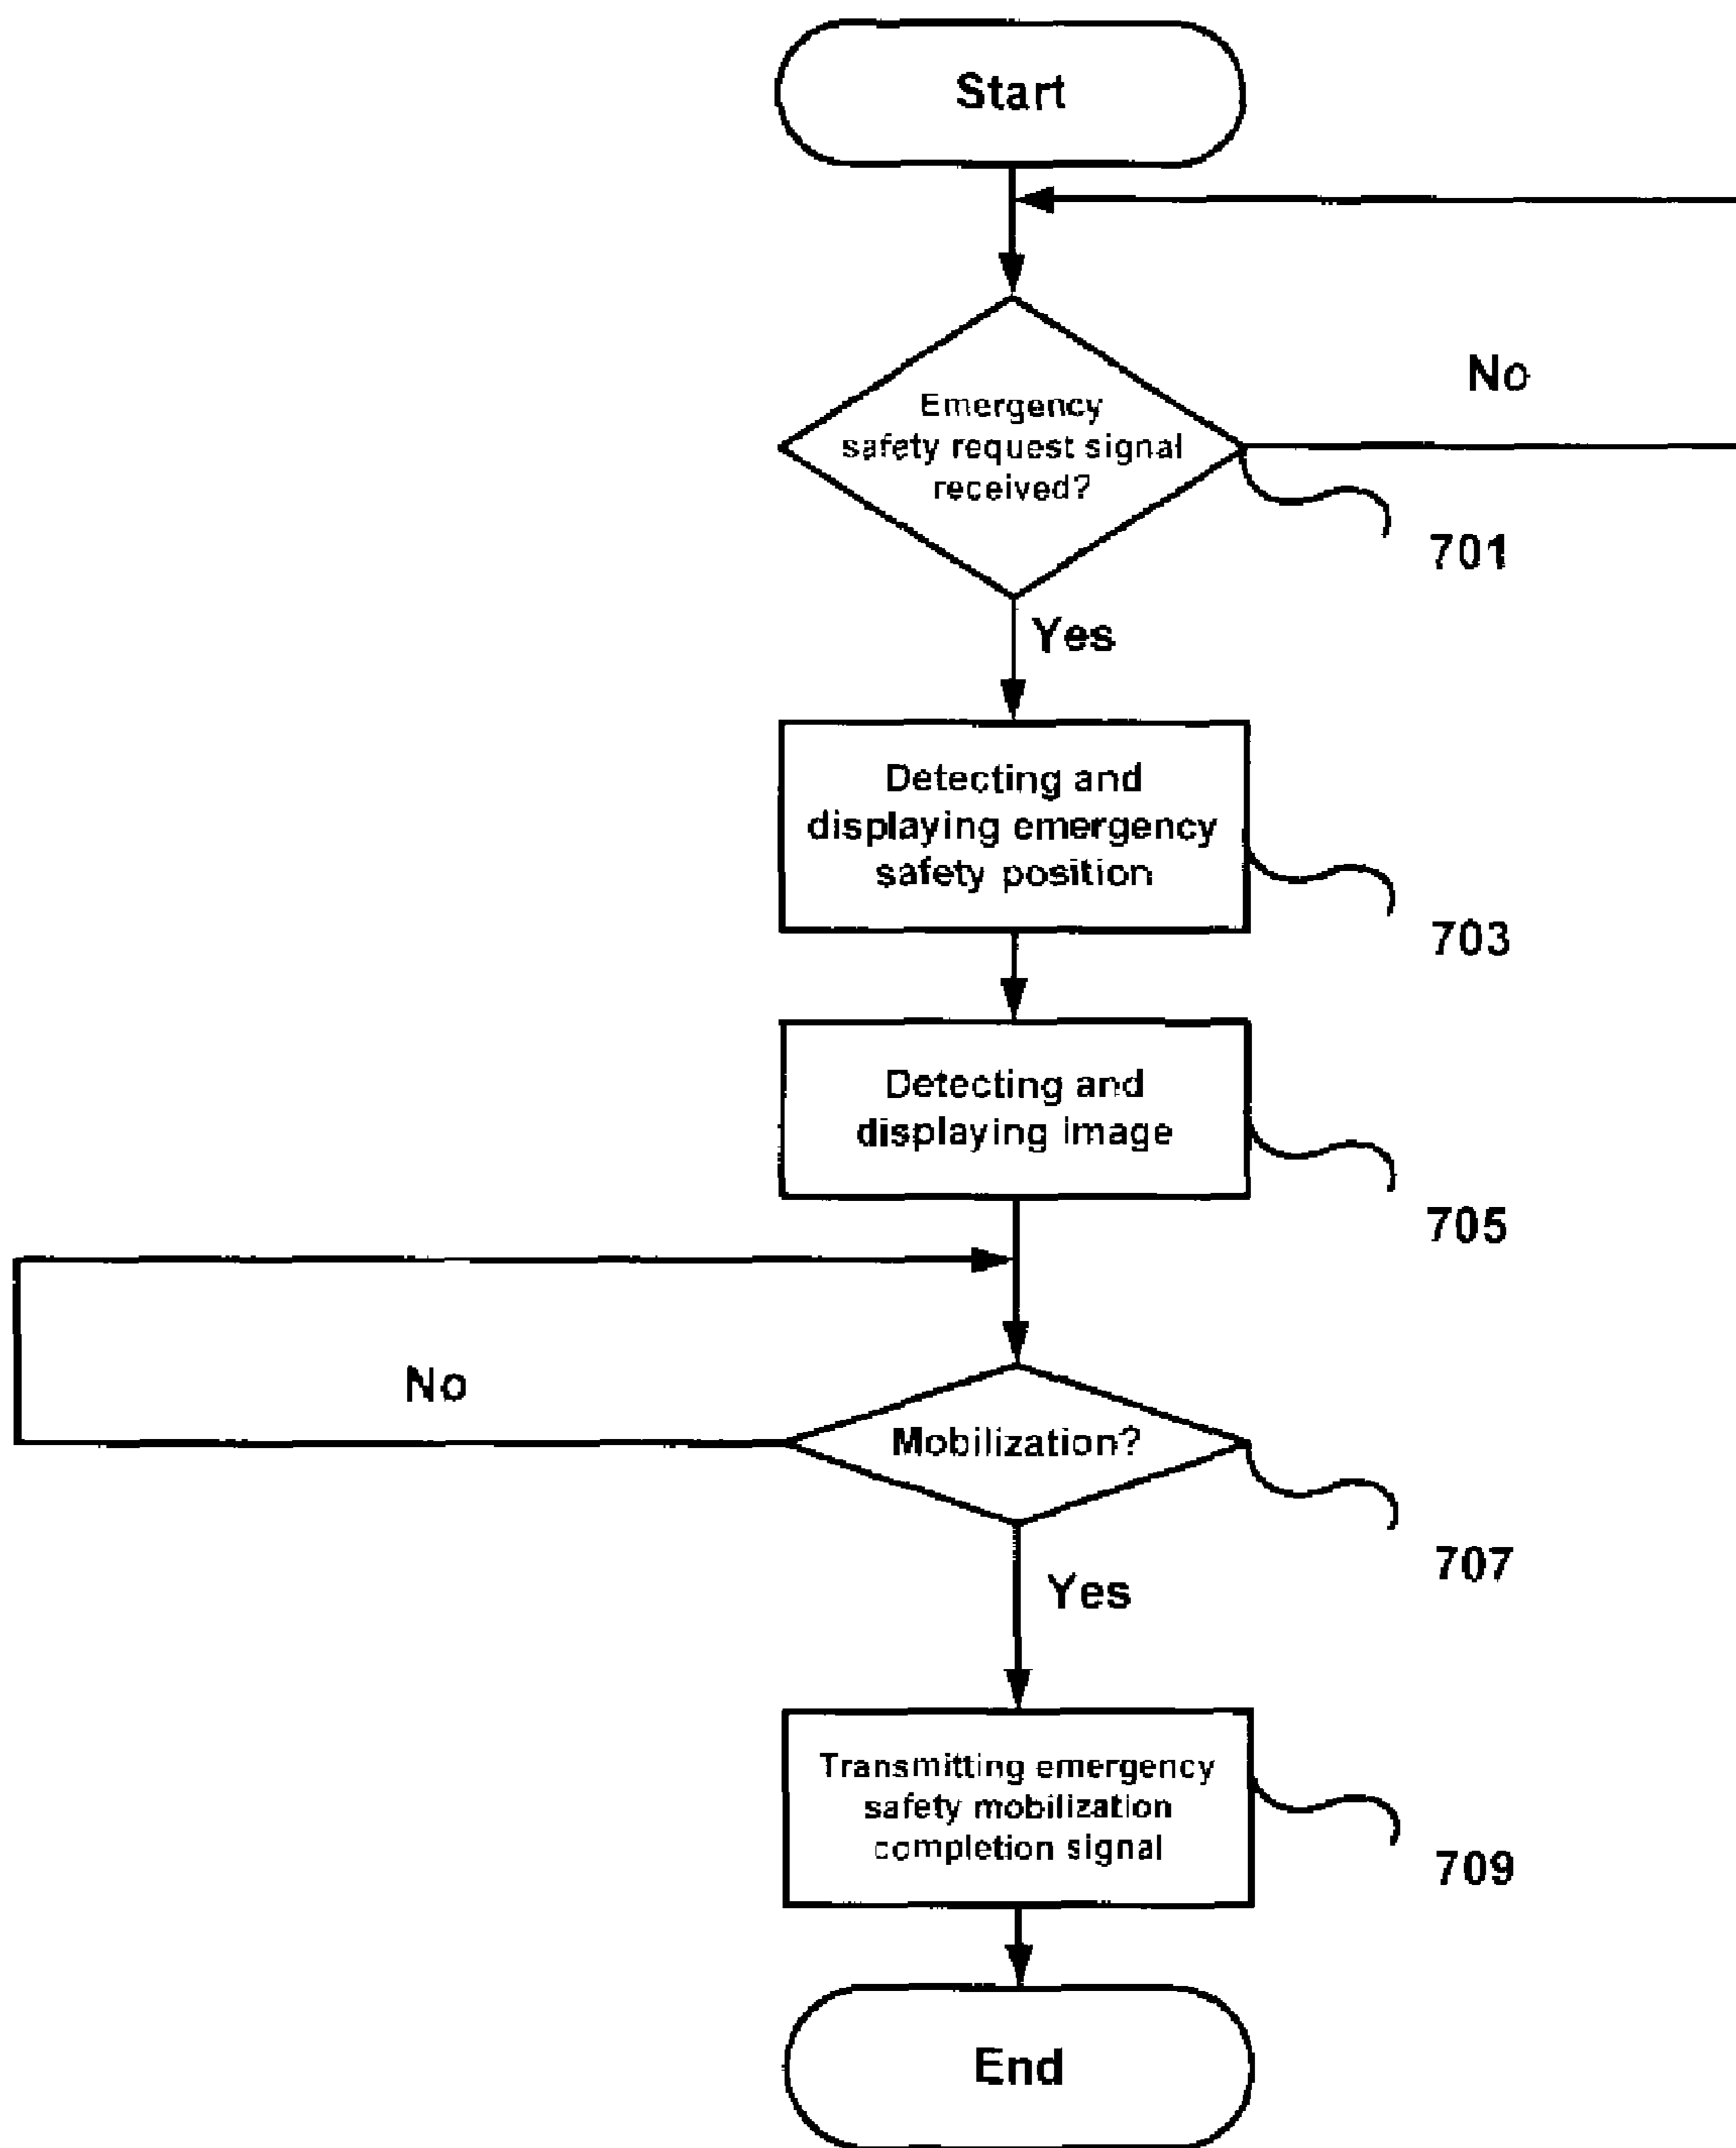 Start
No
Emergency
safety request signal
received?
701
Yes
Detecting and
displaying emergency
safety position
703
Detecting and
displaying image
705
No
Mobilization?
707
Yes
Transmitting emergency
safety mobilization
completion signal
709
End